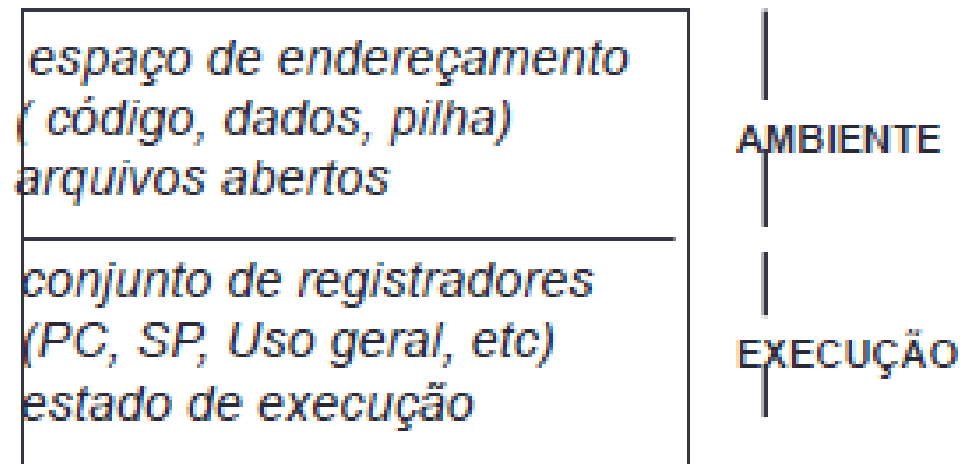 espaço de endereçamento
( código, dados, pilha)
arquivos abertos
AMBIENTE
conjunto de registradores
(PC, SP, Uso geral, etc)
estado de execução
EXECUÇÃO